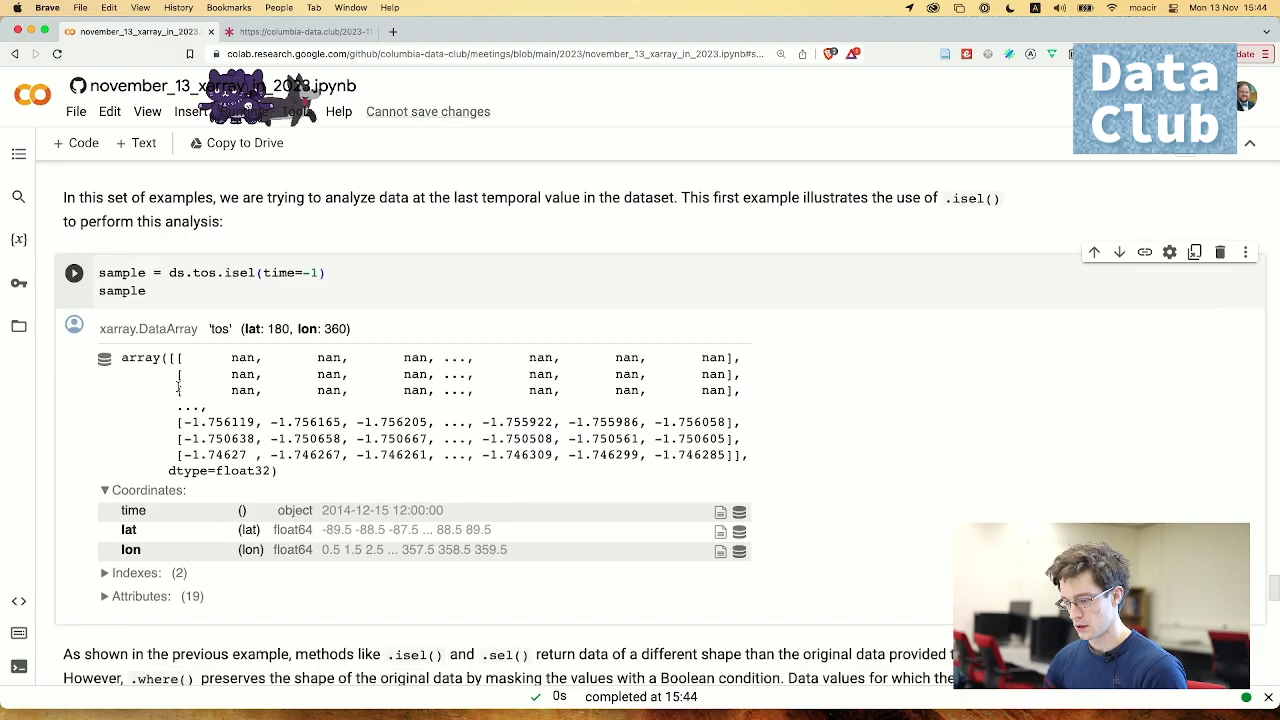 Brave File Edit View History Bookmarks People Tab Window Help
Mon 13 Nov 15:44
november_13_xarray_in_2023.
https://columbia-data.club/2023-11
colab.research.google.com/github/columbia-data-club/meetings/blob/main/2023/november_13_xarray_in_2023.ipynb#s...
november_13_xarray_in_2023.ipynb
File Edit View Insert Tools Help Cannot save changes
+ Code + Text Copy to Drive
Data
Club
In this set of examples, we are trying to analyze data at the last temporal value in the dataset. This first example illustrates the use of .isel()
to perform this analysis:
sample = ds.tos.isel(time=-1)
sample
xarray.DataArray 'tos' (lat: 180, lon: 360)
array([[ nan, nan, nan, ..., nan, nan, nan],
[ nan, nan, nan, ..., nan, nan, nan],
[ nan, nan, nan, ..., nan, nan, nan],
...,
[-1.756119, -1.756165, -1.756205, ..., -1.755922, -1.755986, -1.756058],
[-1.750638, -1.750658, -1.750667, ..., -1.750508, -1.750561, -1.750605],
[-1.74627 , -1.746267, -1.746261, ..., -1.746309, -1.746299, -1.746285]],
dtype=float32)
▼ Coordinates:
time () object 2014-12-15 12:00:00
lat (lat) float64 -89.5 -88.5 -87.5 ... 88.5 89.5
lon (lon) float64 0.5 1.5 2.5 ... 357.5 358.5 359.5
► Indexes: (2)
► Attributes: (19)
As shown in the previous example, methods like .isel() and .sel() return data of a different shape than the original data provided
However, .where() preserves the shape of the original data by masking the values with a Boolean condition. Data values for which the
0s completed at 15:44